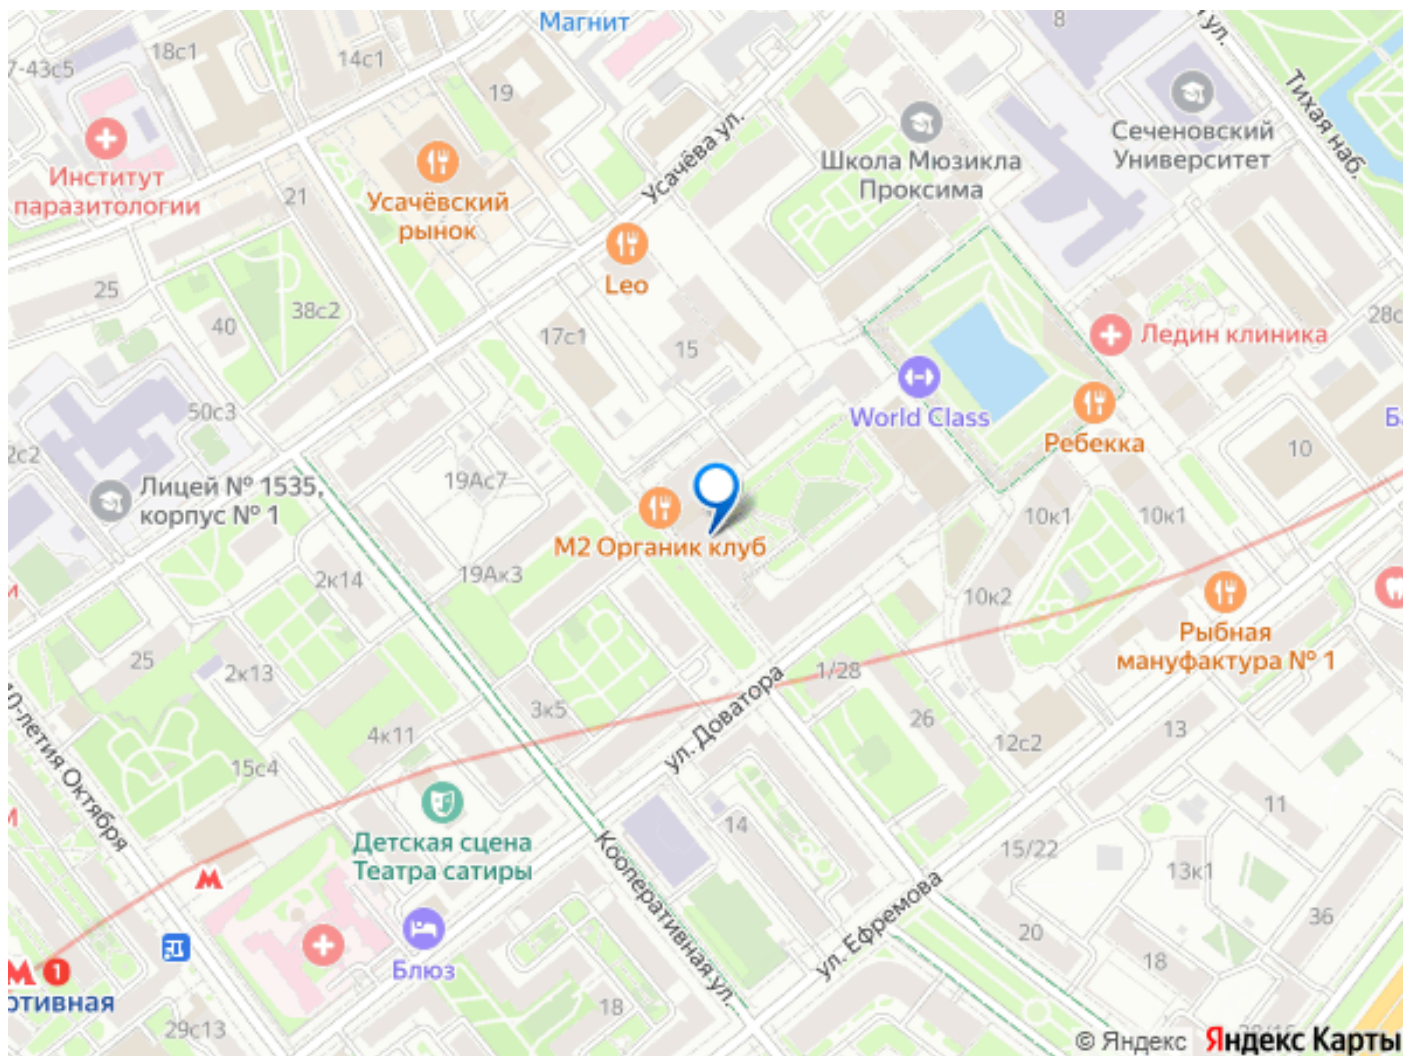 Магнит
8
ул.
18с1
14с1
7-43с5
19
Тихая наб.
Сеченовский
Университет
Усачёва ул.
Школа Мюзикла
Проксима
Институт
паразитологии
21
Усачёвский
рынок
Leo
25
38с2
40
17с1
15
28с
Ледин клиника
World Class
Ребекка
50с3
2с2
10
Ба
Лицей № 1535,
корпус № 1
19Ас7
М2 Органик клуб
10к1
10к1
2к14
19Ак3
10к2
Рыбная
мануфактура № 1
25
2к13
1/28
3к5
ул. Доватора
26
13
4к11
12с2
10-летия Октября
15с4
11
Детская сцена
Театра сатиры
14
15/22
13к1
Кооперативная ул.
ул. Ефремова
36
20
Блюз
18
1
ртивная
18
29с13
© Яндекс
Яндекс Карты